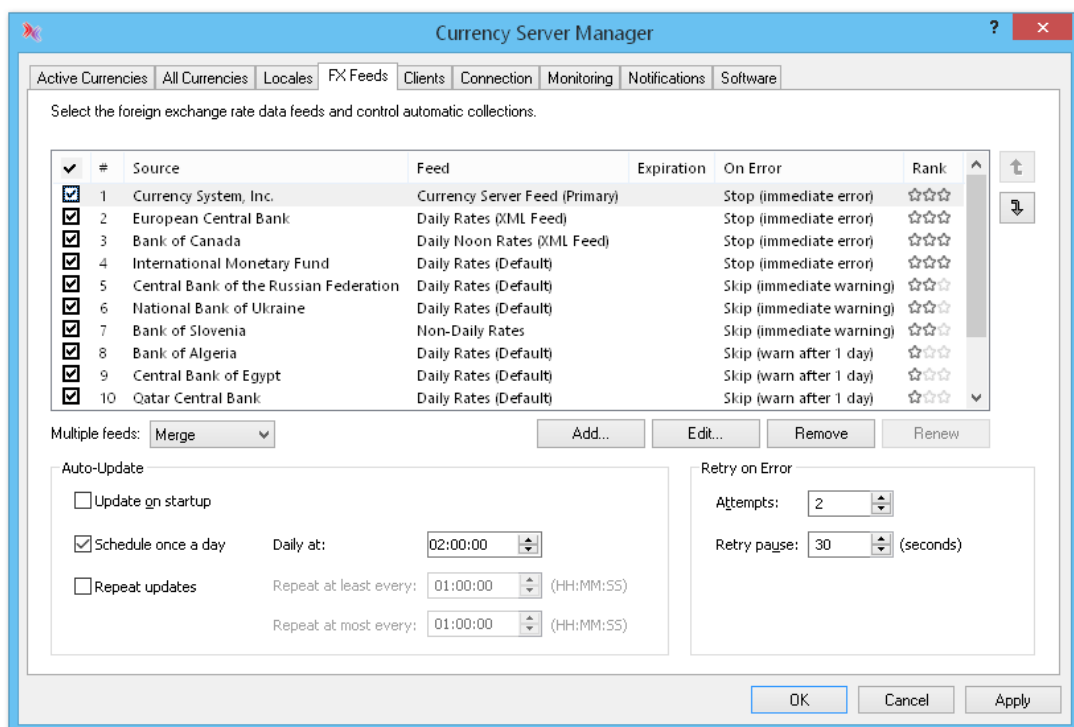 Currency Server Manager
?
Active Currencies All Currencies Locales FX Feeds Clients Connection Monitoring Notifications Software
Select the foreign exchange rate data feeds and control automatic collections.
# Source Feed Expiration On Error Rank
1 Currency System, Inc. Currency Server Feed (Primary) Stop (immediate error)
2 European Central Bank Daily Rates (XML Feed) Stop (immediate error)
3 Bank of Canada Daily Noon Rates (XML Feed) Stop (immediate error)
4 International Monetary Fund Daily Rates (Default) Stop (immediate error)
5 Central Bank of the Russian Federation Daily Rates (Default) Skip (immediate warning)
6 National Bank of Ukraine Daily Rates (Default) Skip (immediate warning)
7 Bank of Slovenia Non-Daily Rates Skip (immediate warning)
8 Bank of Algeria Daily Rates (Default) Skip (warn after 1 day)
9 Central Bank of Egypt Daily Rates (Default) Skip (warn after 1 day)
10 Qatar Central Bank Daily Rates (Default) Skip (warn after 1 day)
Multiple feeds: Merge Add... Edit... Remove Renew
Auto-Update Retry on Error
Update on startup Attempts: 2
Schedule once a day Daily at: 02:00:00 Retry pause: 30 (seconds)
Repeat updates Repeat at least every: 01:00:00 (HH:MM:SS)
Repeat at most every: 01:00:00 (HH:MM:SS)
OK Cancel Apply